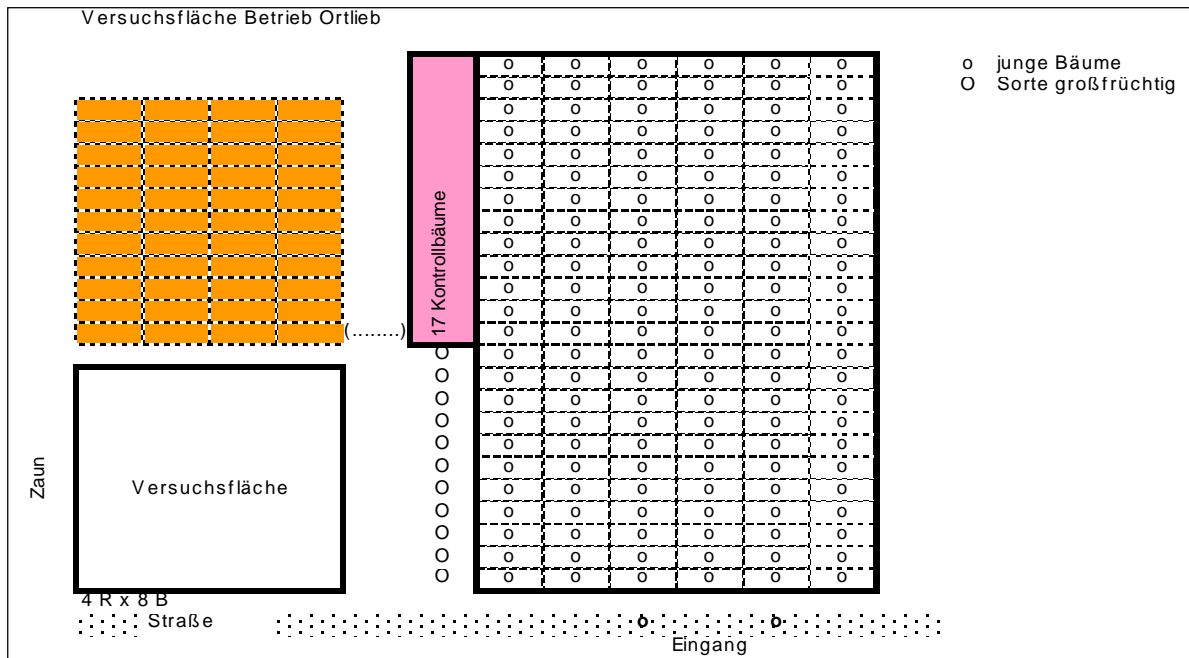 Versuchsfläche Betrieb Ortlieb
o junge Bäume
O Sorte großfrüchtig
17 Kontrollbäume
(........)
o o o o o o
o o o o o o
o o o o o o
o o o o o o
o o o o o o
o o o o o o
o o o o o o
o o o o o o
o o o o o o
o o o o o o
o o o o o o
o o o o o o
o o o o o o
O o o o o o o
O o o o o o o
O o o o o o o
O o o o o o o
O o o o o o o
O o o o o o o
O o o o o o o
O o o o o o o
O o o o o o o
O o o o o o o
O o o o o o o
Zaun
Versuchsfläche
4 R x 8 B
Straße
o o
Eingang